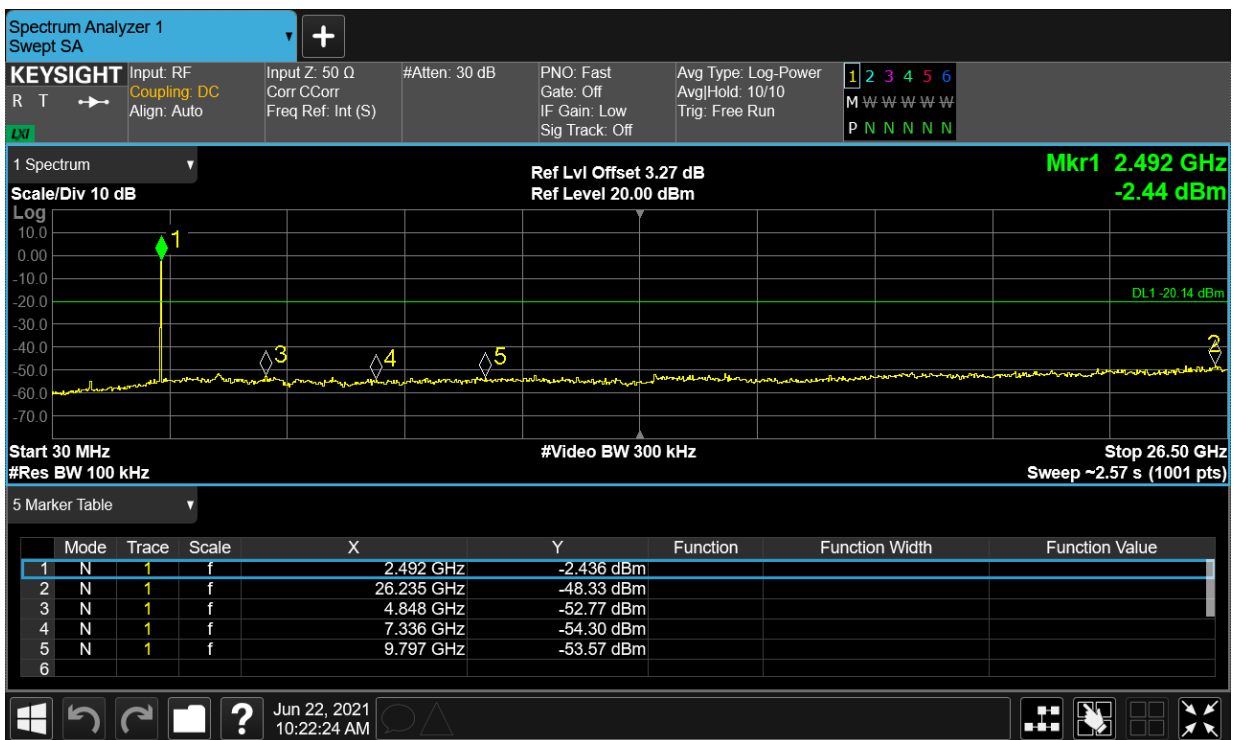 Spectrum Analyzer 1
Swept SA
KEYSIGHT
R T
LXI
Input: RF
Coupling: DC
Align: Auto
Input Z: 50 Ω
Corr CCorr
Freq Ref: Int (S)
#Atten: 30 dB
PNO: Fast
Gate: Off
IF Gain: Low
Sig Track: Off
Avg Type: Log-Power
Avg|Hold: 10/10
Trig: Free Run
1 2 3 4 5 6
M W W W W W
P N N N N N
1 Spectrum
Scale/Div 10 dB
Ref Lvl Offset 3.27 dB
Ref Level 20.00 dBm
Mkr1 2.492 GHz
-2.44 dBm
Log
10.0
0.00
-10.0
-20.0
-30.0
-40.0
-50.0
-60.0
-70.0
1
DL1 -20.14 dBm
3
4
5
2
Start 30 MHz
#Video BW 300 kHz
Stop 26.50 GHz
#Res BW 100 kHz
Sweep ~2.57 s (1001 pts)
5 Marker Table
Mode Trace Scale X Y Function Function Width Function Value
1 N 1 f 2.492 GHz -2.436 dBm
2 N 1 f 26.235 GHz -48.33 dBm
3 N 1 f 4.848 GHz -52.77 dBm
4 N 1 f 7.336 GHz -54.30 dBm
5 N 1 f 9.797 GHz -53.57 dBm
6
?
Jun 22, 2021
10:22:24 AM